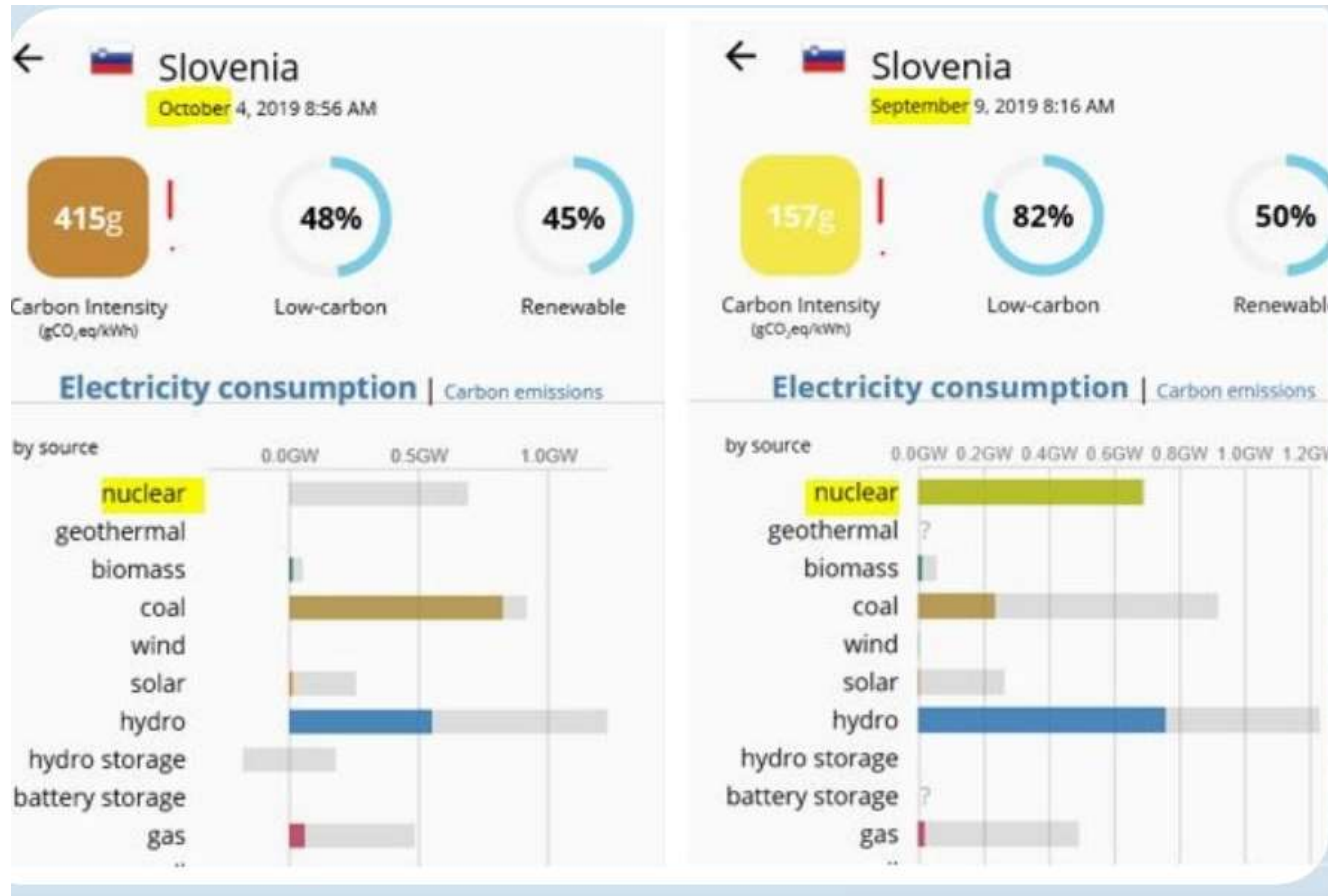 Slovenia
October 4, 2019 8:56 AM
415g
!
48%
45%
Carbon Intensity
(gCO₂eq/kWh)
Low-carbon
Renewable
Electricity consumption | Carbon emissions
by source
0.0GW 0.5GW 1.0GW
nuclear
geothermal
biomass
coal
wind
solar
hydro
hydro storage
battery storage
gas
Slovenia
September 9, 2019 8:16 AM
157g
!
82%
50%
Carbon Intensity
(gCO₂eq/kWh)
Low-carbon
Renewabl
Electricity consumption | Carbon emissions
by source
0.0GW 0.2GW 0.4GW 0.6GW 0.8GW 1.0GW 1.2GW
nuclear
geothermal ?
biomass
coal
wind
solar
hydro
hydro storage
battery storage ?
gas